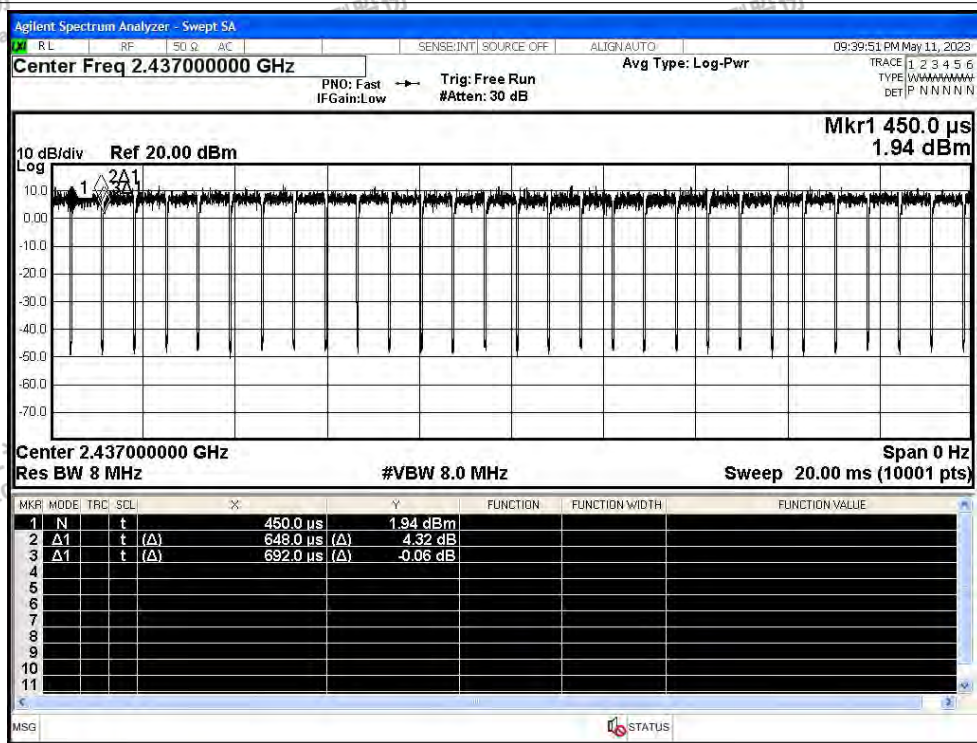 Agilent Spectrum Analyzer - Swept SA
RL RF 50 Ω AC SENSE:INT SOURCE OFF ALIGN AUTO 09:39:51 PM May 11, 2023
Center Freq 2.437000000 GHz Avg Type: Log-Pwr TRACE 1 2 3 4 5 6
PNO: Fast Trig: Free Run TYPE WWWWWW
IFGain:Low #Atten: 30 dB DET P N N N N N
Mkr1 450.0 µs
10 dB/div Ref 20.00 dBm 1.94 dBm
Log
10.0
0.00
-10.0
-20.0
-30.0
-40.0
-50.0
-60.0
-70.0
1
2Δ1
3Δ1
Center 2.437000000 GHz Span 0 Hz
Res BW 8 MHz #VBW 8.0 MHz Sweep 20.00 ms (10001 pts)
MKR MODE TRC SCL X Y FUNCTION FUNCTION WIDTH FUNCTION VALUE
1 N t 450.0 µs 1.94 dBm
2 Δ1 t (Δ) 648.0 µs (Δ) 4.32 dB
3 Δ1 t (Δ) 692.0 µs (Δ) -0.06 dB
4
5
6
7
8
9
10
11
MSG STATUS